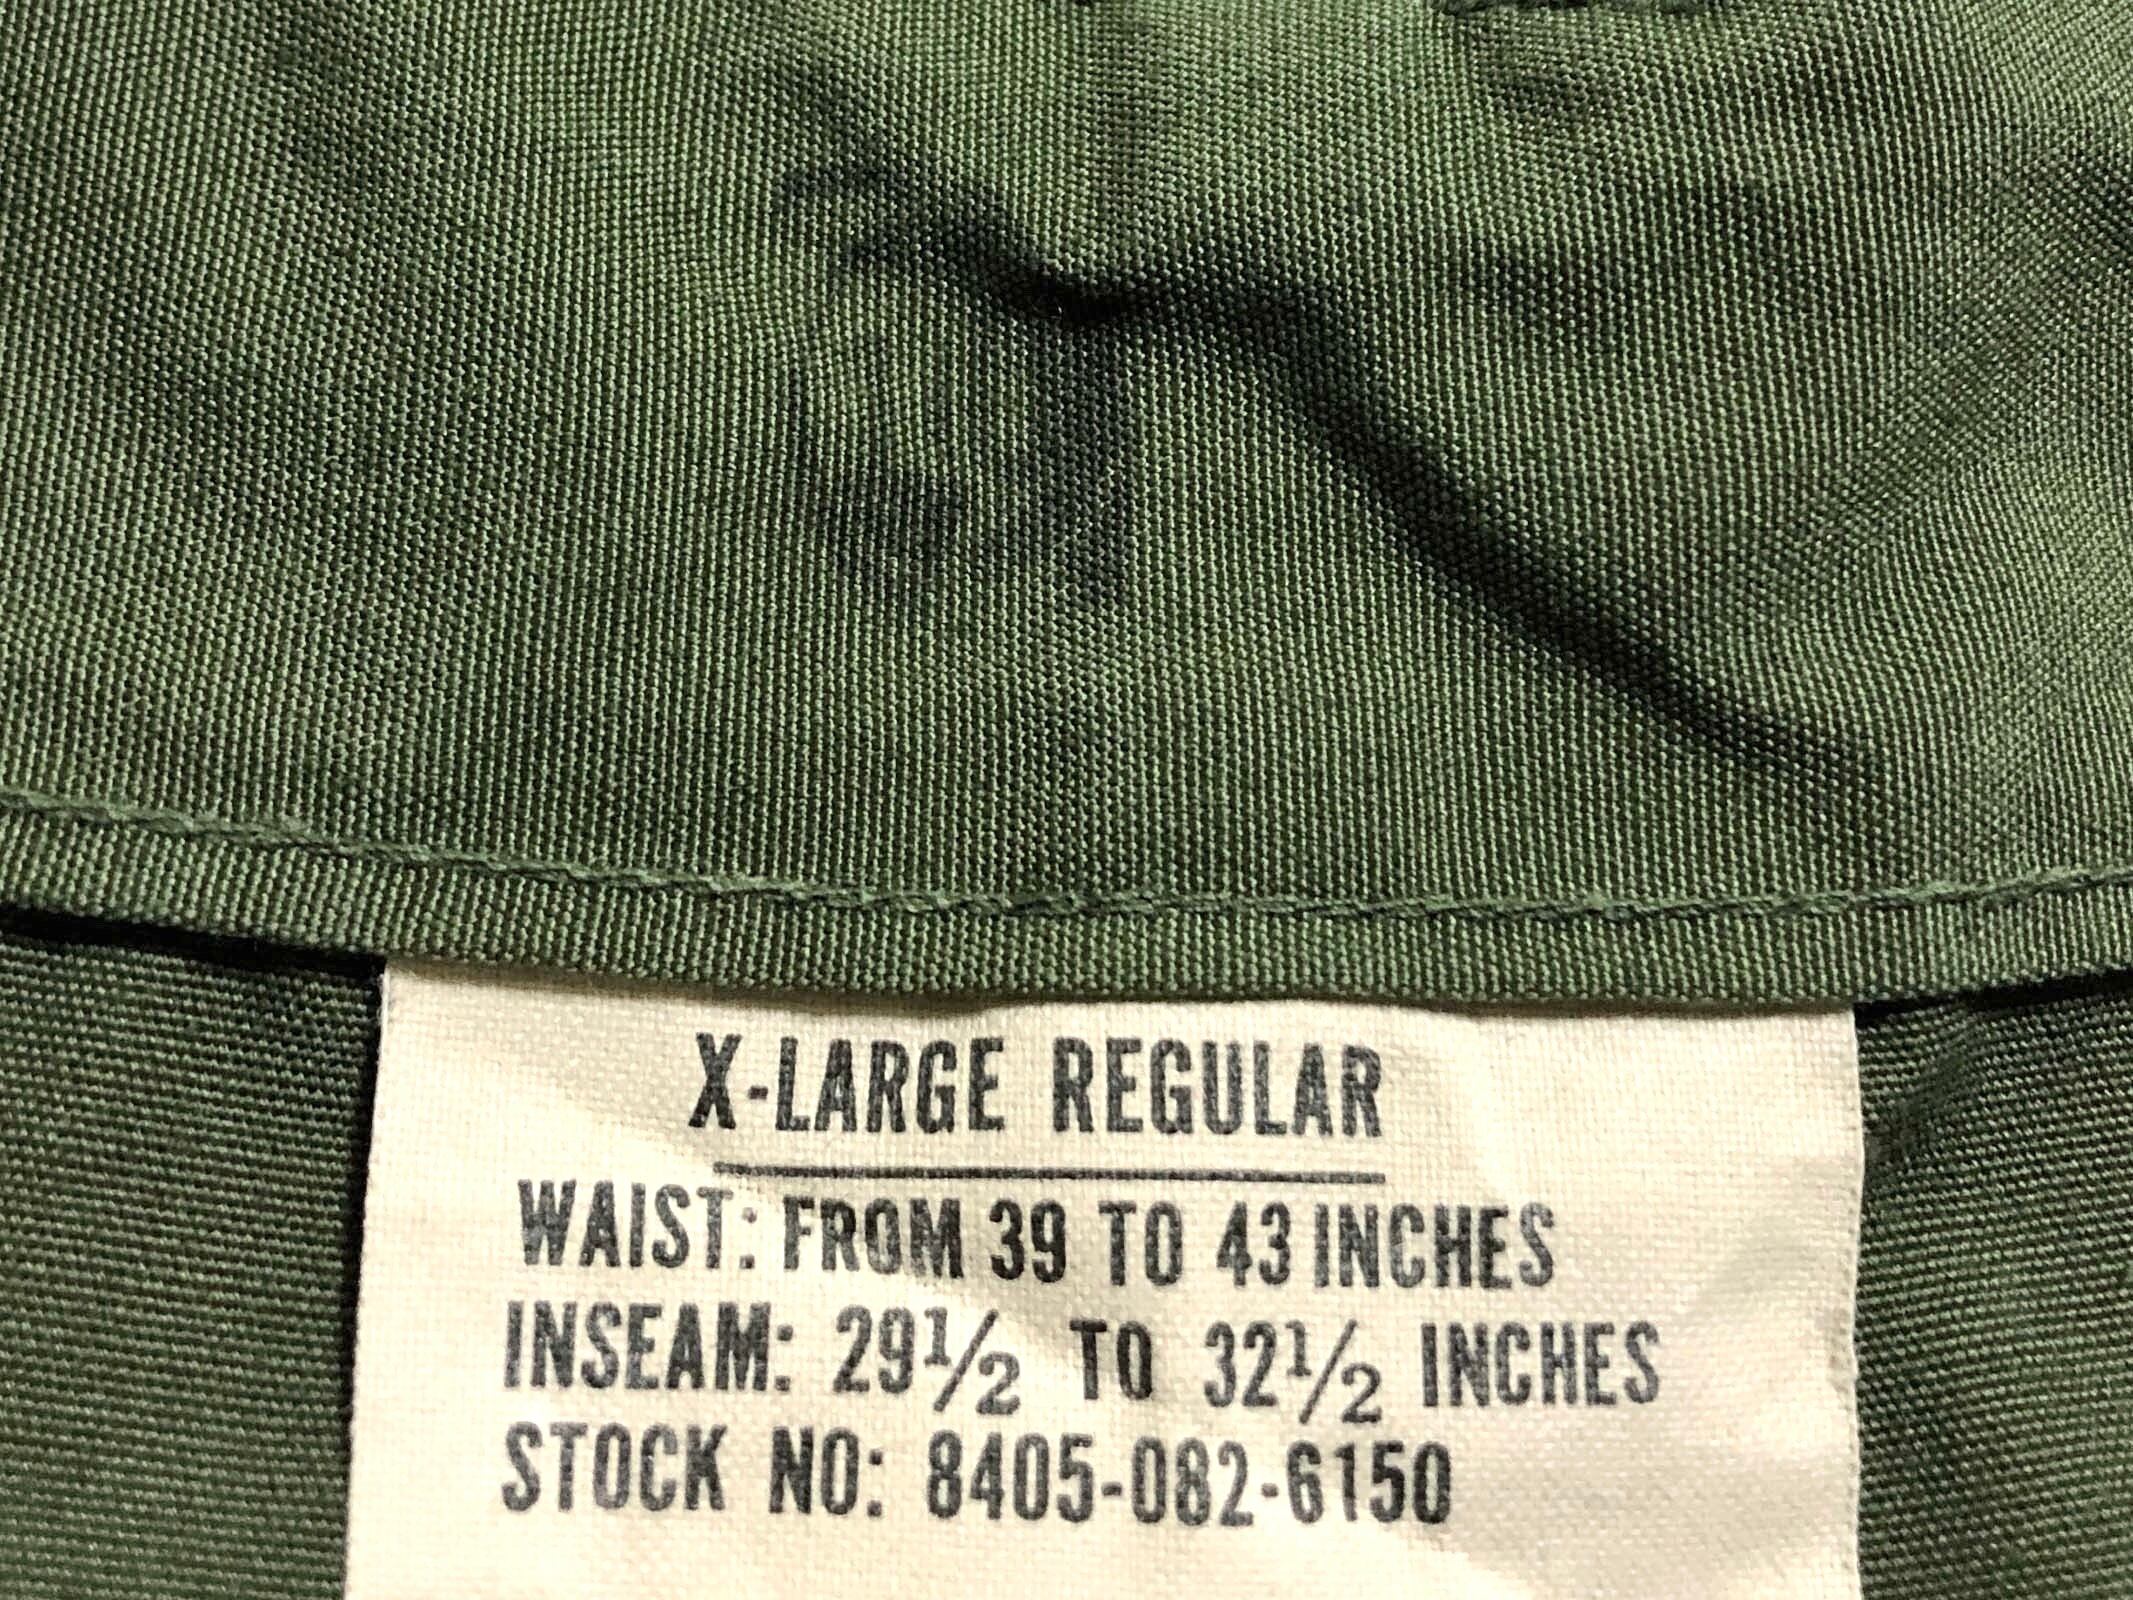 X-LARGE REGULAR
WAIST: FROM 39 TO 43 INCHES
INSEAM: 29½ TO 32½ INCHES
STOCK NO: 8405-082-6150